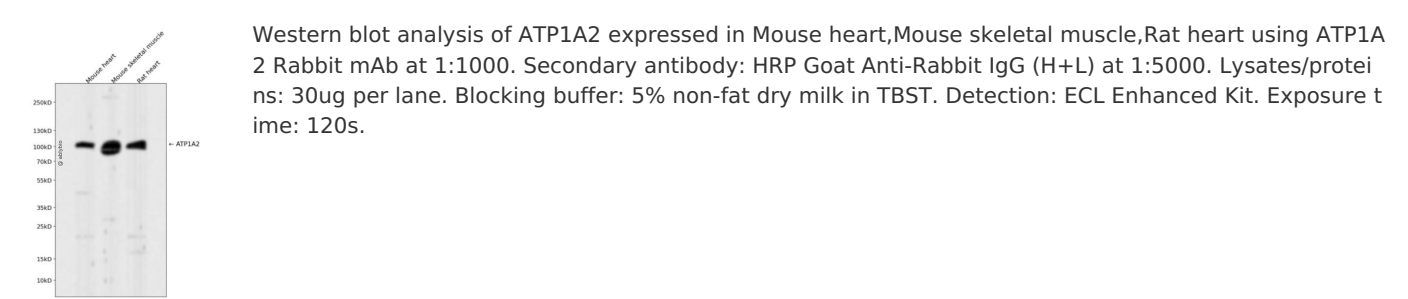 Western blot analysis of ATP1A2 expressed in Mouse heart,Mouse skeletal muscle,Rat heart using ATP1A
2 Rabbit mAb at 1:1000. Secondary antibody: HRP Goat Anti-Rabbit IgG (H+L) at 1:5000. Lysates/protei
ns: 30ug per lane. Blocking buffer: 5% non-fat dry milk in TBST. Detection: ECL Enhanced Kit. Exposure t
ime: 120s.
Mouse heart
Mouse skeletal muscle
Rat heart
250kD
130kD
100kD
70kD
55kD
35kD
25kD
15kD
10kD
← ATP1A2
@ ablybio